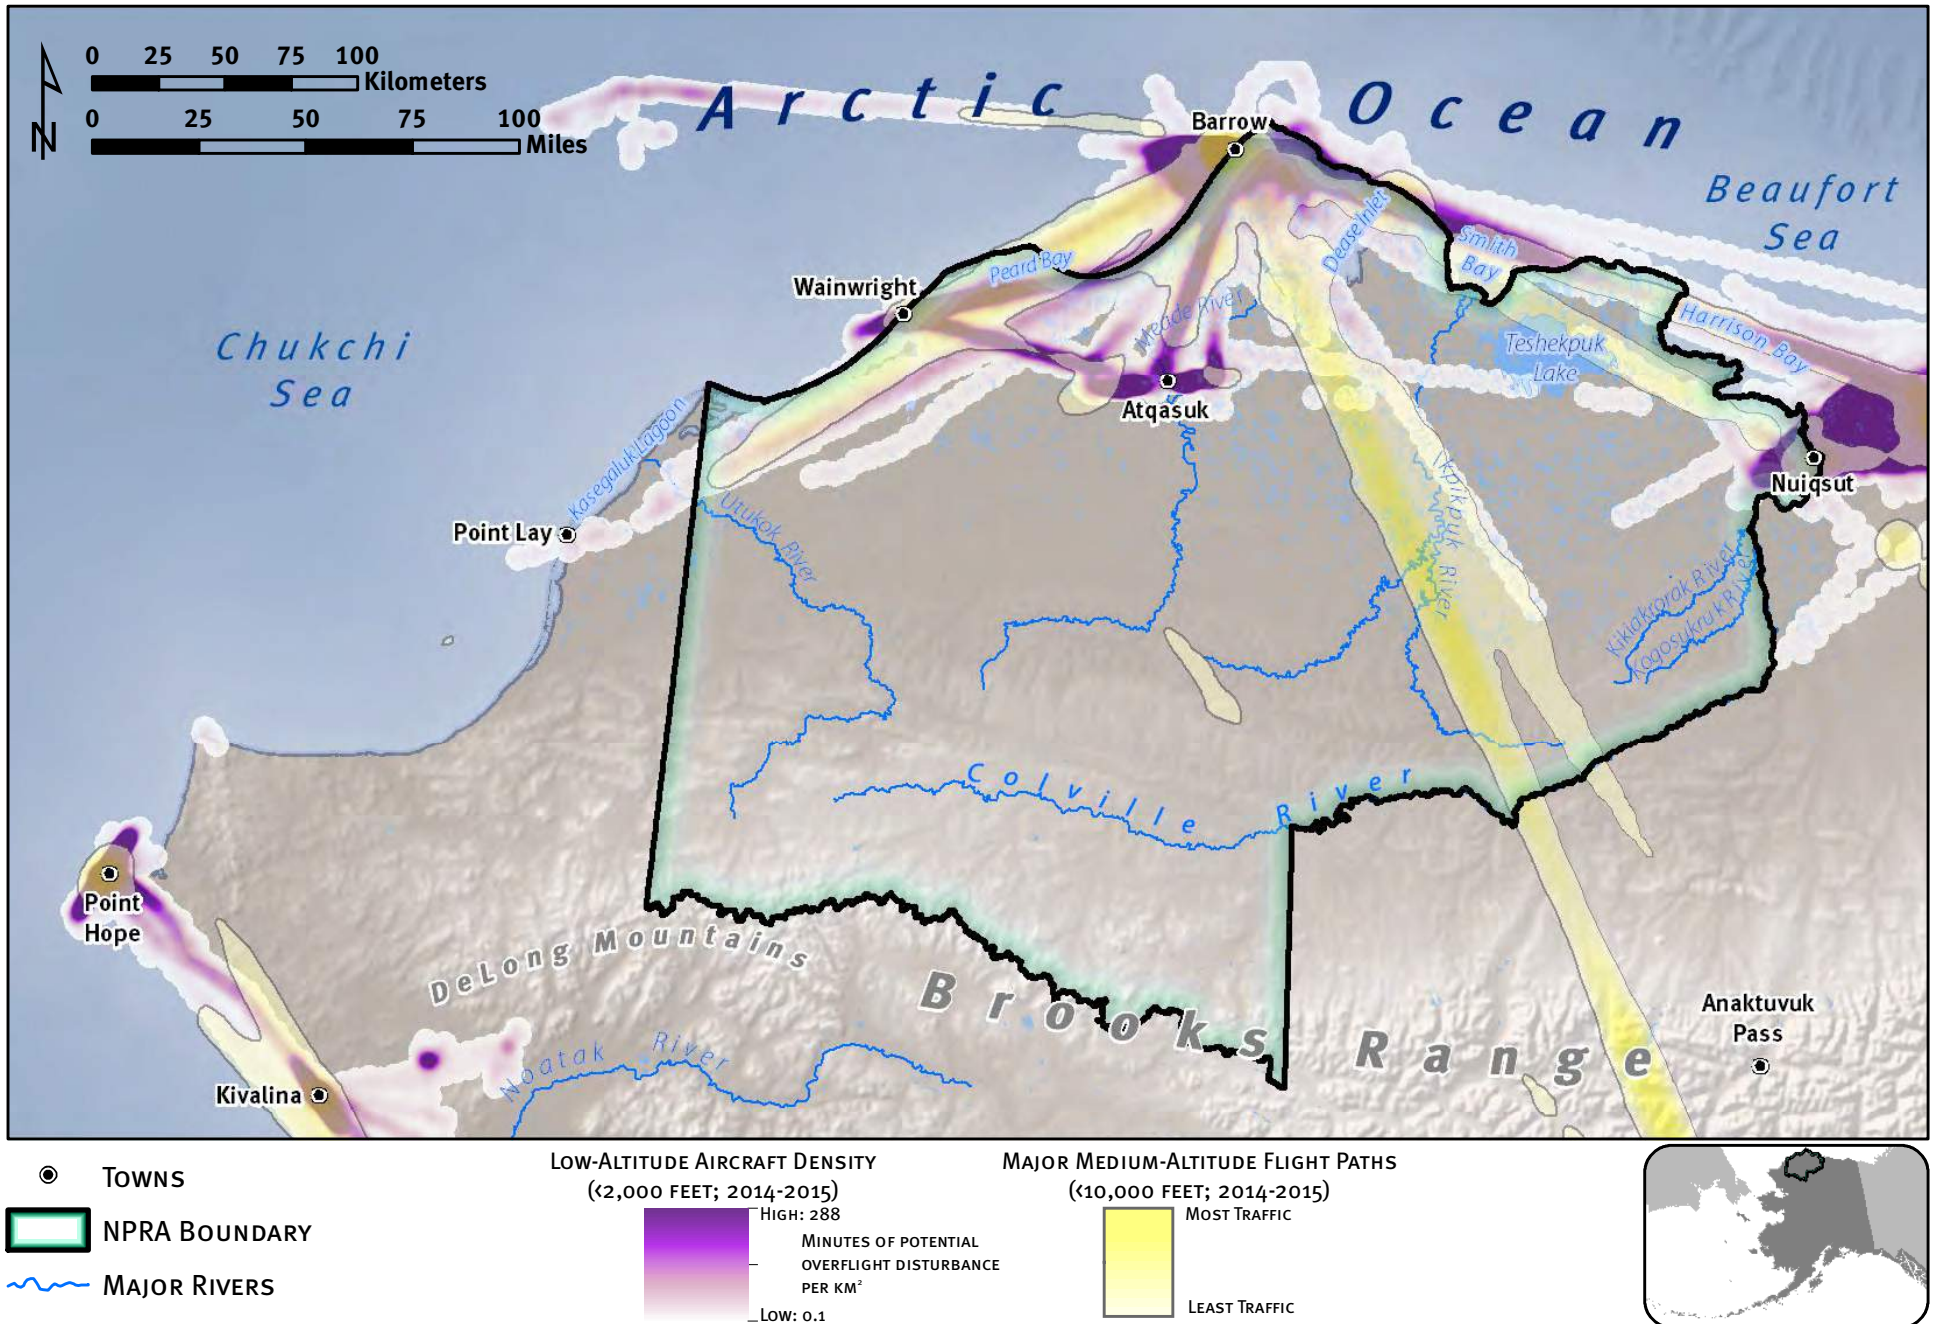 0 25 50 75 100
Kilometers
0 25 50 75 100
Miles
N
Arctic Ocean
Barrow
Beaufort
Sea
Dease Inlet
Smith
Bay
Peard Bay
Wainwright
Meade River
Harrison Bay
Chukchi
Sea
Teshekpuk
Lake
Atqasuk
Kasegaluk Lagoon
Nuiqsut
Utukok River
Point Lay
Ikpikpuk River
Kikiakrorak River
Kogosukruk River
Colville River
Point
Hope
DeLong Mountains
Brooks Range
Anaktuvuk
Pass
Noatak River
Kivalina
TOWNS
NPRA BOUNDARY
MAJOR RIVERS
LOW-ALTITUDE AIRCRAFT DENSITY
(<2,000 FEET; 2014-2015)
HIGH: 288
MINUTES OF POTENTIAL
OVERFLIGHT DISTURBANCE
PER KM²
LOW: 0.1
MAJOR MEDIUM-ALTITUDE FLIGHT PATHS
(<10,000 FEET; 2014-2015)
MOST TRAFFIC
LEAST TRAFFIC